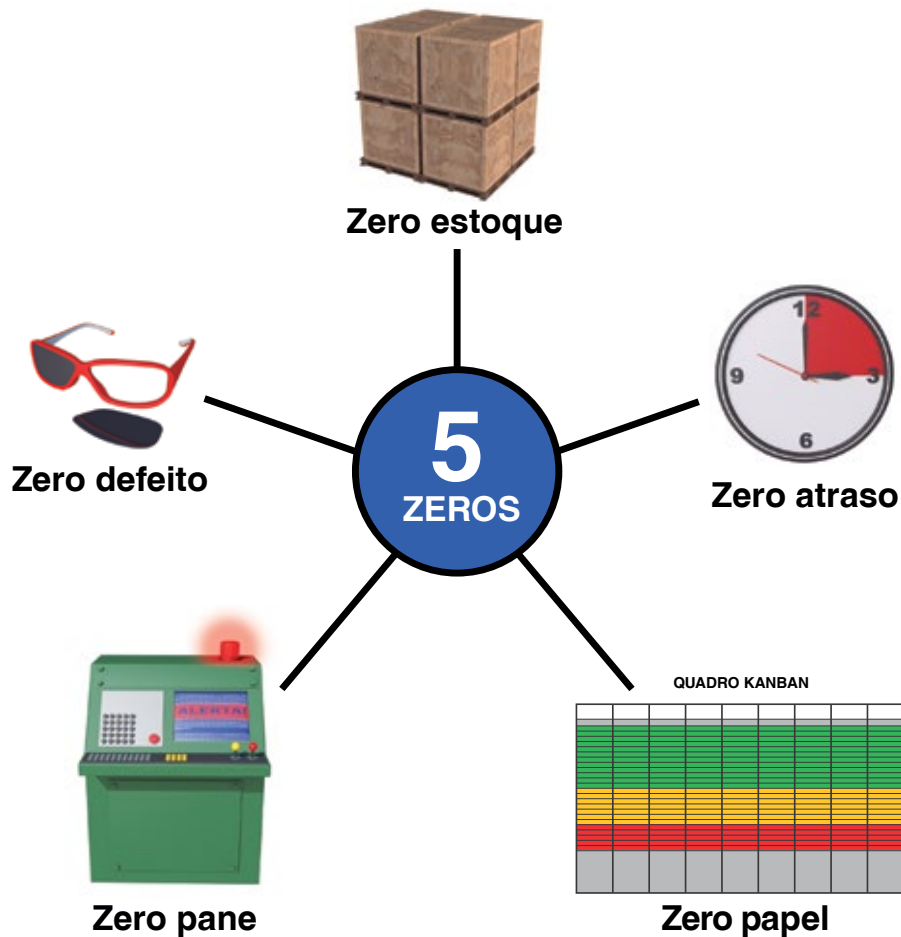 Zero estoque
12
3
6
9
Zero atraso
Zero defeito
5
ZEROS
ALERTA!
Zero pane
QUADRO KANBAN
Zero papel